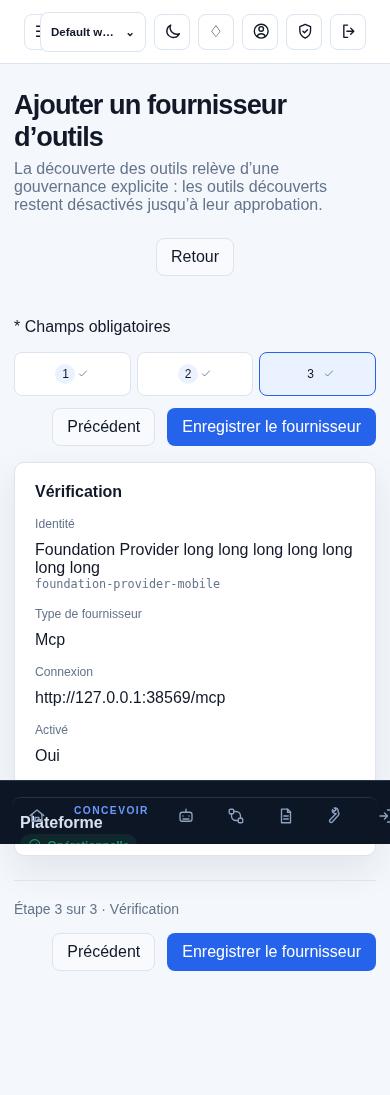 Default w...
Ajouter un fournisseur
d’outils
La découverte des outils relève d’une
gouvernance explicite : les outils découverts
restent désactivés jusqu’à leur approbation.
Retour
* Champs obligatoires
1
2
3
Précédent
Enregistrer le fournisseur
Vérification
Identité
Foundation Provider long long long long long
long long
foundation-provider-mobile
Type de fournisseur
Mcp
Connexion
http://127.0.0.1:38569/mcp
Activé
Oui
CONCEVOIR
Plateforme
Opérationnelle
Étape 3 sur 3 · Vérification
Précédent
Enregistrer le fournisseur